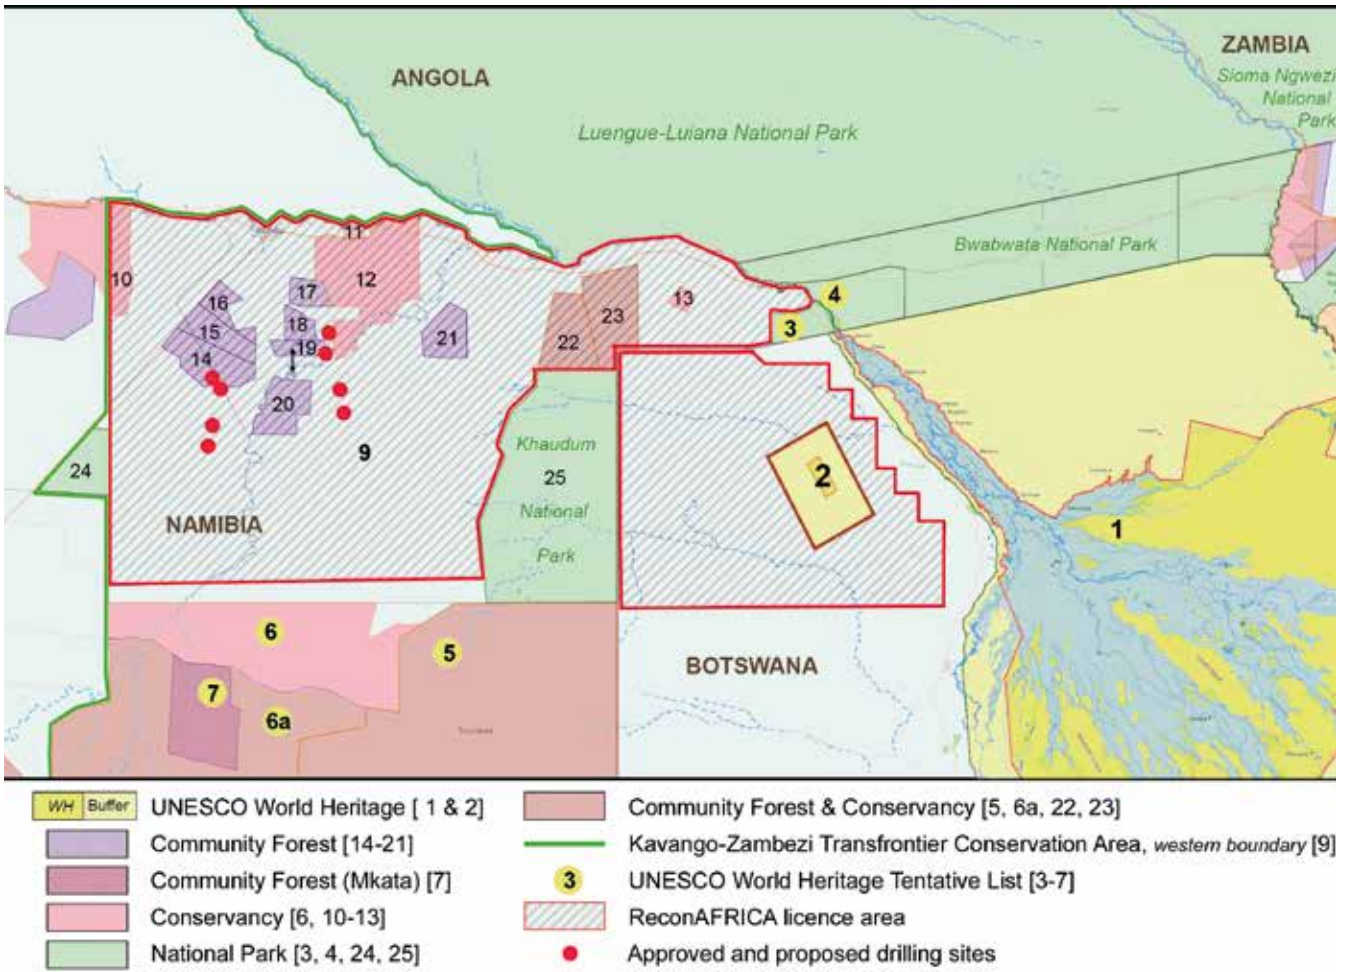 ZAMBIA
Sioma Ngwezi
National
Park
ANGOLA
Luengue-Luiana National Park
Bwabwata National Park
11
10
12
17
16
13
4
18
23
3
15
21
22
19
14
20
9
Khaudum
24
25
2
National
NAMIBIA
1
Park
6
5
BOTSWANA
7
6a
WH Buffer UNESCO World Heritage [ 1 & 2]
Community Forest [14-21]
Community Forest (Mkata) [7]
Conservancy [6, 10-13]
National Park [3, 4, 24, 25]
Community Forest & Conservancy [5, 6a, 22, 23]
Kavango-Zambezi Transfrontier Conservation Area, western boundary [9]
3 UNESCO World Heritage Tentative List [3-7]
ReconAFRICA licence area
Approved and proposed drilling sites